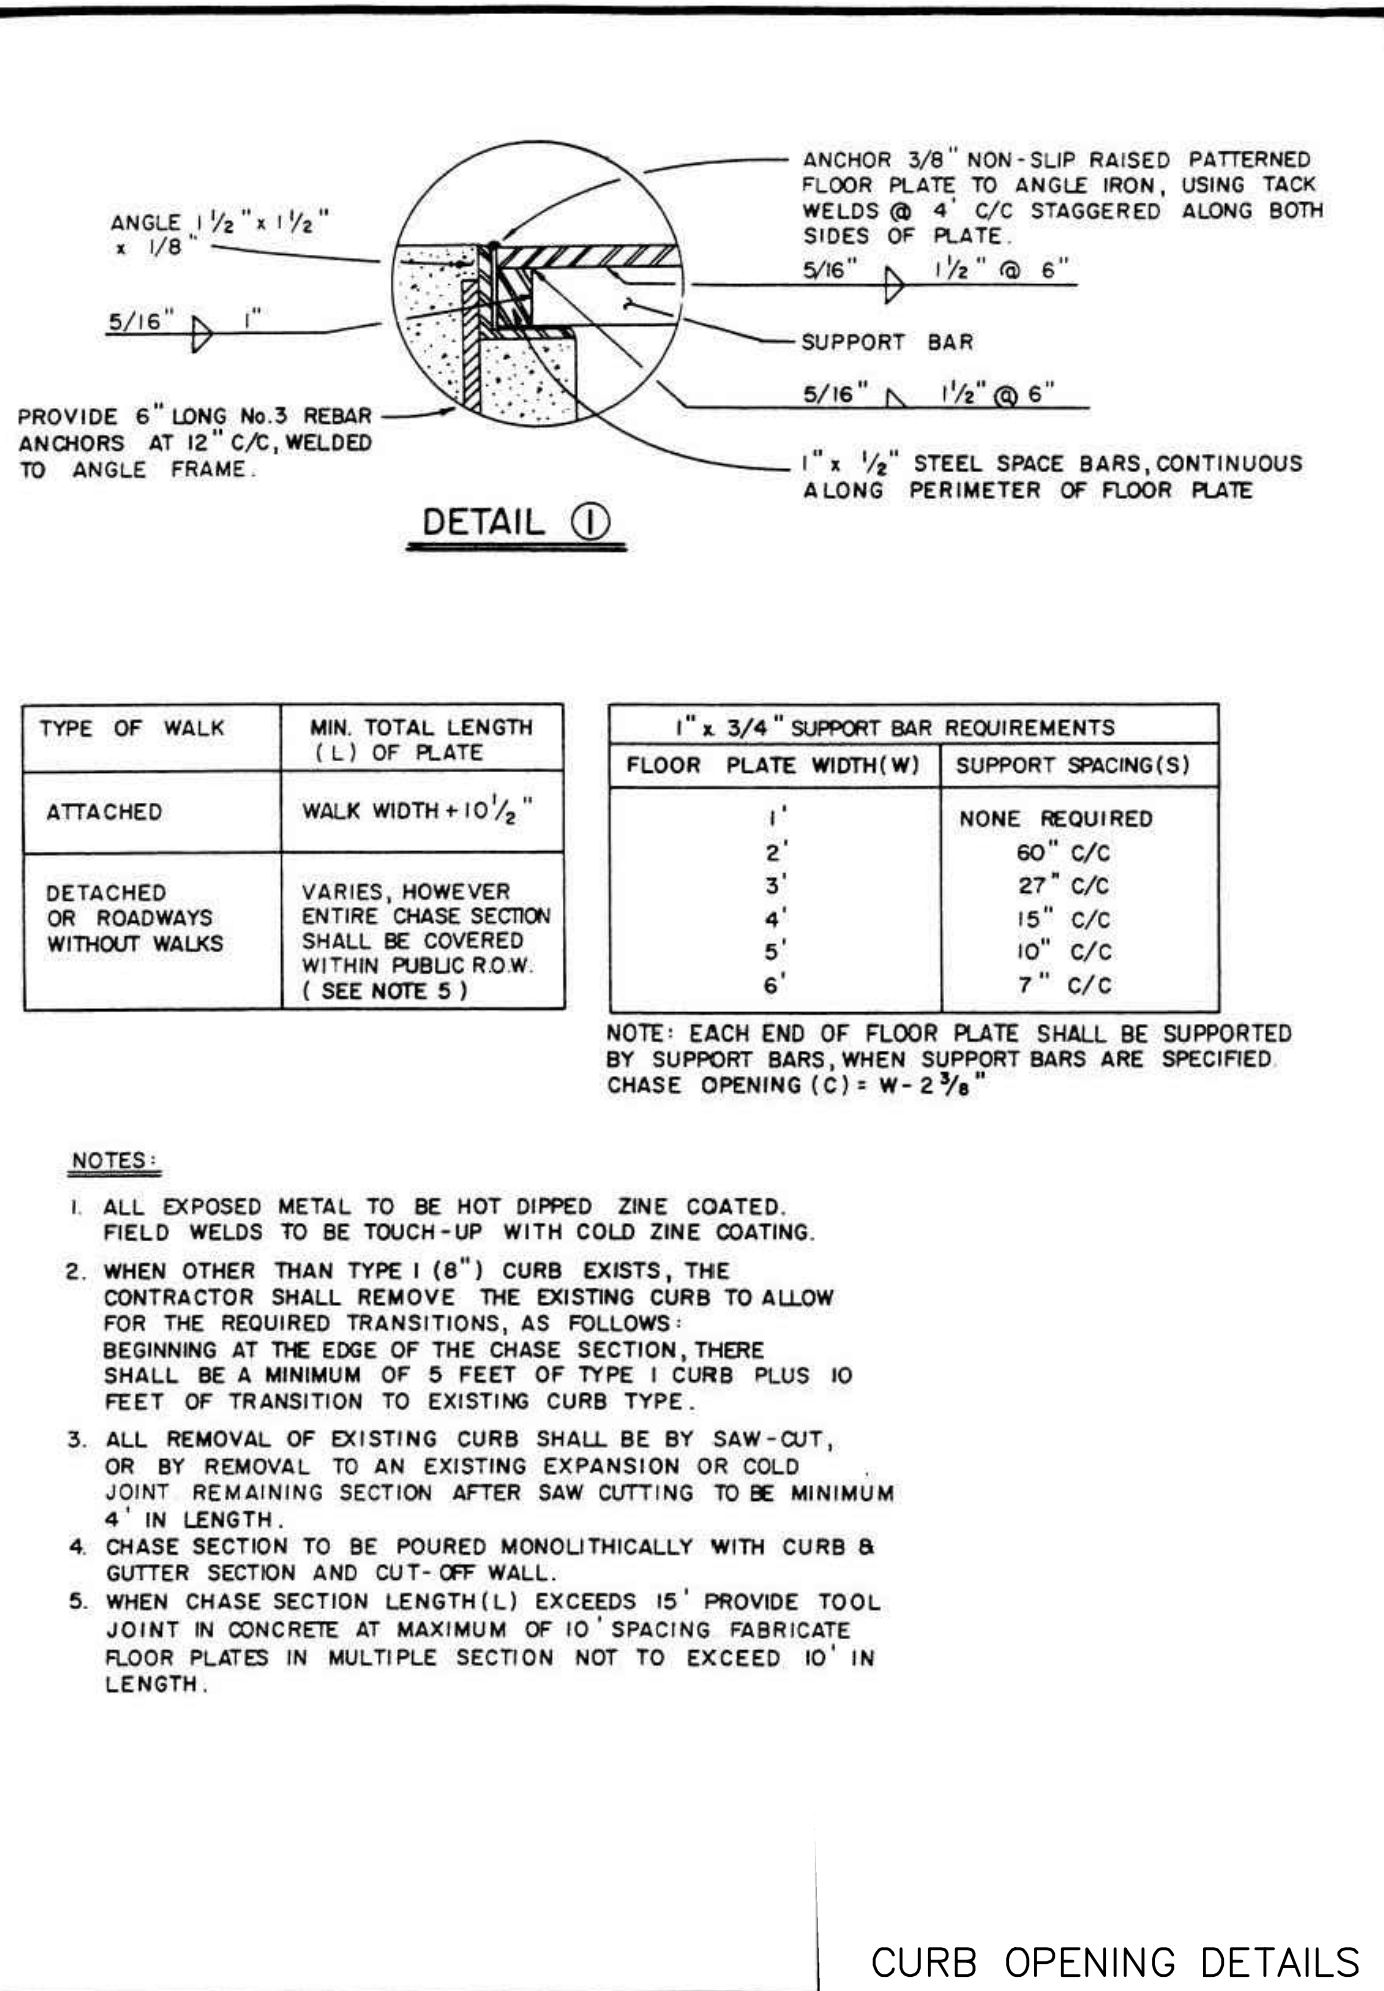 ANCHOR 3/8" NON-SLIP RAISED PATTERNED
FLOOR PLATE TO ANGLE IRON, USING TACK
WELDS @ 4' C/C STAGGERED ALONG BOTH
SIDES OF PLATE.
ANGLE 1 1/2" x 1 1/2"
x 1/8"
5/16" 1 1/2" @ 6"
5/16" 1"
SUPPORT BAR
5/16" 1 1/2" @ 6"
PROVIDE 6" LONG No.3 REBAR
ANCHORS AT 12" C/C, WELDED
TO ANGLE FRAME.
1" x 1/2" STEEL SPACE BARS, CONTINUOUS
ALONG PERIMETER OF FLOOR PLATE
DETAIL 1
TYPE OF WALK
MIN. TOTAL LENGTH
(L) OF PLATE
ATTACHED
WALK WIDTH + 10 1/2"
DETACHED
OR ROADWAYS
WITHOUT WALKS
VARIES, HOWEVER
ENTIRE CHASE SECTION
SHALL BE COVERED
WITHIN PUBLIC R.O.W.
( SEE NOTE 5 )
1" x 3/4" SUPPORT BAR REQUIREMENTS
FLOOR PLATE WIDTH(W) SUPPORT SPACING(S)
1' NONE REQUIRED
2' 60" C/C
3' 27" C/C
4' 15" C/C
5' 10" C/C
6' 7" C/C
NOTE: EACH END OF FLOOR PLATE SHALL BE SUPPORTED
BY SUPPORT BARS, WHEN SUPPORT BARS ARE SPECIFIED.
CHASE OPENING (C) = W - 2 3/8"
NOTES:
1. ALL EXPOSED METAL TO BE HOT DIPPED ZINE COATED.
FIELD WELDS TO BE TOUCH-UP WITH COLD ZINE COATING.
2. WHEN OTHER THAN TYPE I (8") CURB EXISTS, THE
CONTRACTOR SHALL REMOVE THE EXISTING CURB TO ALLOW
FOR THE REQUIRED TRANSITIONS, AS FOLLOWS:
BEGINNING AT THE EDGE OF THE CHASE SECTION, THERE
SHALL BE A MINIMUM OF 5 FEET OF TYPE I CURB PLUS 10
FEET OF TRANSITION TO EXISTING CURB TYPE.
3. ALL REMOVAL OF EXISTING CURB SHALL BE BY SAW-CUT,
OR BY REMOVAL TO AN EXISTING EXPANSION OR COLD
JOINT REMAINING SECTION AFTER SAW CUTTING TO BE MINIMUM
4' IN LENGTH.
4. CHASE SECTION TO BE POURED MONOLITHICALLY WITH CURB &
GUTTER SECTION AND CUT-OFF WALL.
5. WHEN CHASE SECTION LENGTH(L) EXCEEDS 15' PROVIDE TOOL
JOINT IN CONCRETE AT MAXIMUM OF 10' SPACING FABRICATE
FLOOR PLATES IN MULTIPLE SECTION NOT TO EXCEED 10' IN
LENGTH.
CURB OPENING DETAILS